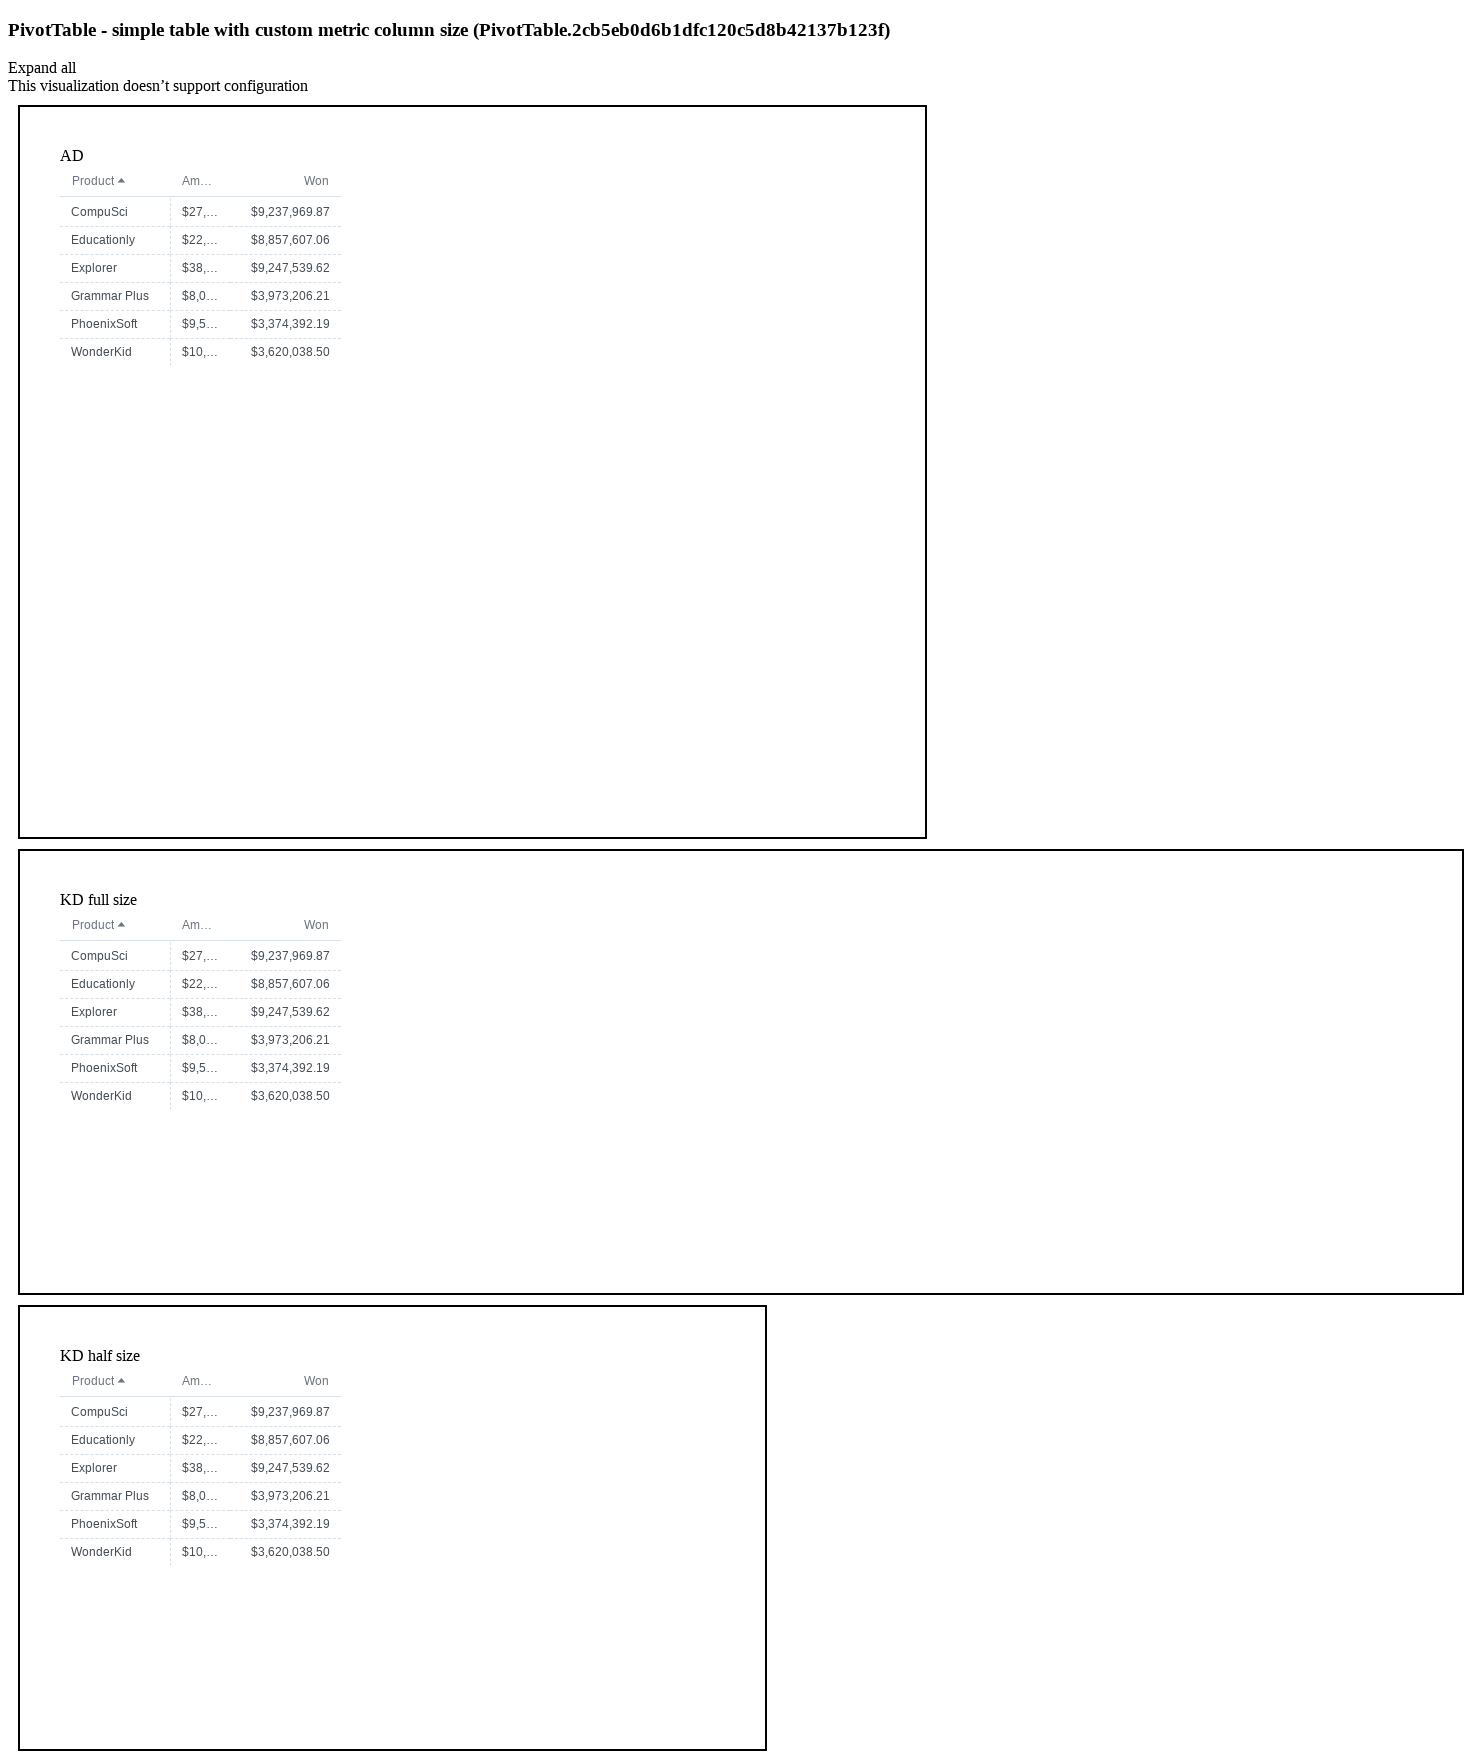 PivotTable - simple table with custom metric column size (PivotTable.2cb5eb0d6b1dfc120c5d8b42137b123f)
Expand all
This visualization doesn’t support configuration
AD
Product Am… Won
CompuSci $27,… $9,237,969.87
Educationly $22,… $8,857,607.06
Explorer $38,… $9,247,539.62
Grammar Plus $8,0… $3,973,206.21
PhoenixSoft $9,5… $3,374,392.19
WonderKid $10,… $3,620,038.50
KD full size
Product Am… Won
CompuSci $27,… $9,237,969.87
Educationly $22,… $8,857,607.06
Explorer $38,… $9,247,539.62
Grammar Plus $8,0… $3,973,206.21
PhoenixSoft $9,5… $3,374,392.19
WonderKid $10,… $3,620,038.50
KD half size
Product Am… Won
CompuSci $27,… $9,237,969.87
Educationly $22,… $8,857,607.06
Explorer $38,… $9,247,539.62
Grammar Plus $8,0… $3,973,206.21
PhoenixSoft $9,5… $3,374,392.19
WonderKid $10,… $3,620,038.50